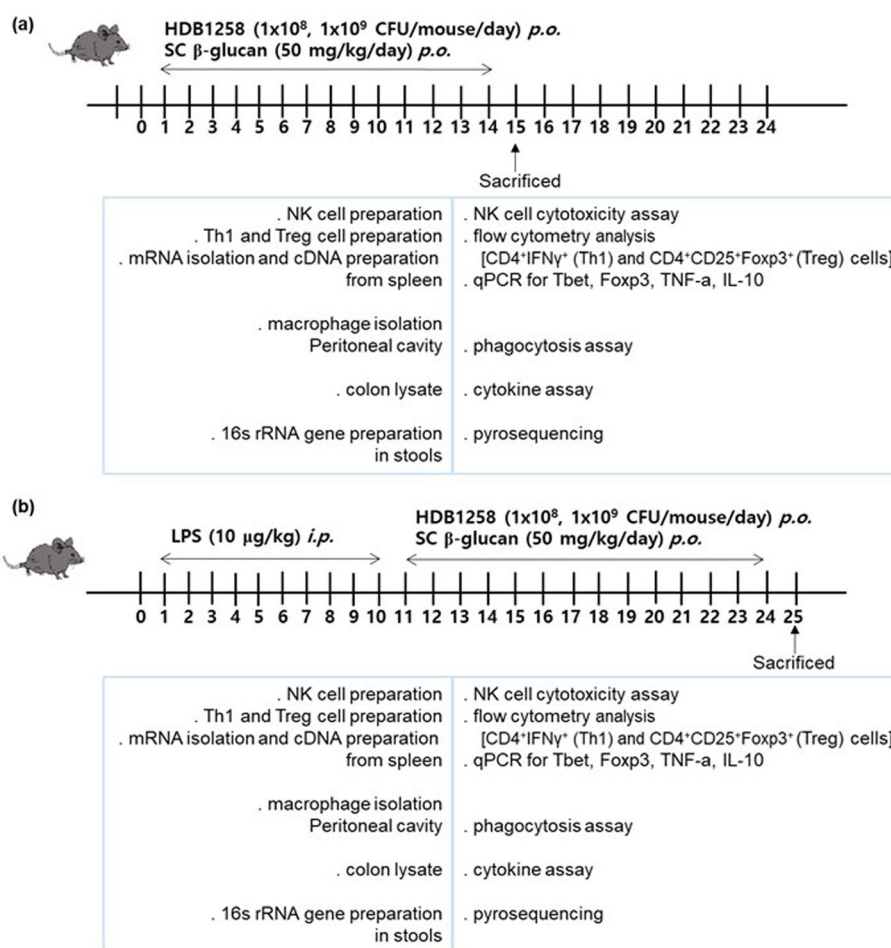 (a)
HDB1258 (1x10⁸, 1x10⁹ CFU/mouse/day) p.o.
SC β-glucan (50 mg/kg/day) p.o.
0 1 2 3 4 5 6 7 8 9 10 11 12 13 14 15 16 17 18 19 20 21 22 23 24
Sacrificed
. NK cell preparation . NK cell cytotoxicity assay
. Th1 and Treg cell preparation . flow cytometry analysis
. mRNA isolation and cDNA preparation [CD4⁺IFNγ⁺ (Th1) and CD4⁺CD25⁺Foxp3⁺ (Treg) cells]
from spleen . qPCR for Tbet, Foxp3, TNF-a, IL-10
. macrophage isolation
Peritoneal cavity . phagocytosis assay
. colon lysate . cytokine assay
. 16s rRNA gene preparation . pyrosequencing
in stools
(b)
HDB1258 (1x10⁸, 1x10⁹ CFU/mouse/day) p.o.
LPS (10 μg/kg) i.p. SC β-glucan (50 mg/kg/day) p.o.
0 1 2 3 4 5 6 7 8 9 10 11 12 13 14 15 16 17 18 19 20 21 22 23 24 25
Sacrificed
. NK cell preparation . NK cell cytotoxicity assay
. Th1 and Treg cell preparation . flow cytometry analysis
. mRNA isolation and cDNA preparation [CD4⁺IFNγ⁺ (Th1) and CD4⁺CD25⁺Foxp3⁺ (Treg) cells]
from spleen . qPCR for Tbet, Foxp3, TNF-a, IL-10
. macrophage isolation
Peritoneal cavity . phagocytosis assay
. colon lysate . cytokine assay
. 16s rRNA gene preparation . pyrosequencing
in stools